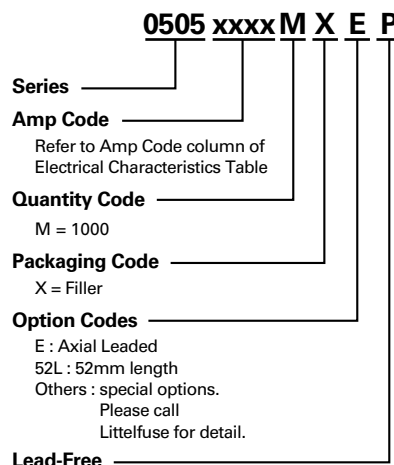 0505 xxxx M X E P
Series
Amp Code
Refer to Amp Code column of
Electrical Characteristics Table
Quantity Code
M = 1000
Packaging Code
X = Filler
Option Codes
E : Axial Leaded
52L : 52mm length
Others : special options.
Please call
Littelfuse for detail.
Lead-Free